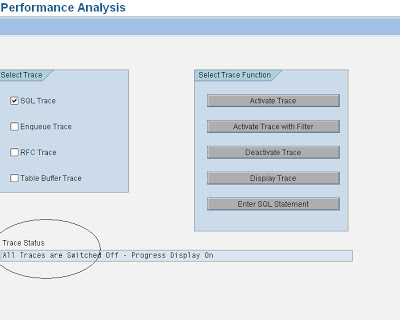 Performance Analysis
Select Trace
SQL Trace
Enqueue Trace
RFC Trace
Table Buffer Trace
Select Trace Function
Activate Trace
Activate Trace with Filter
Deactivate Trace
Display Trace
Enter SQL Statement
Trace Status
All Traces are Switched Off - Progress Display On